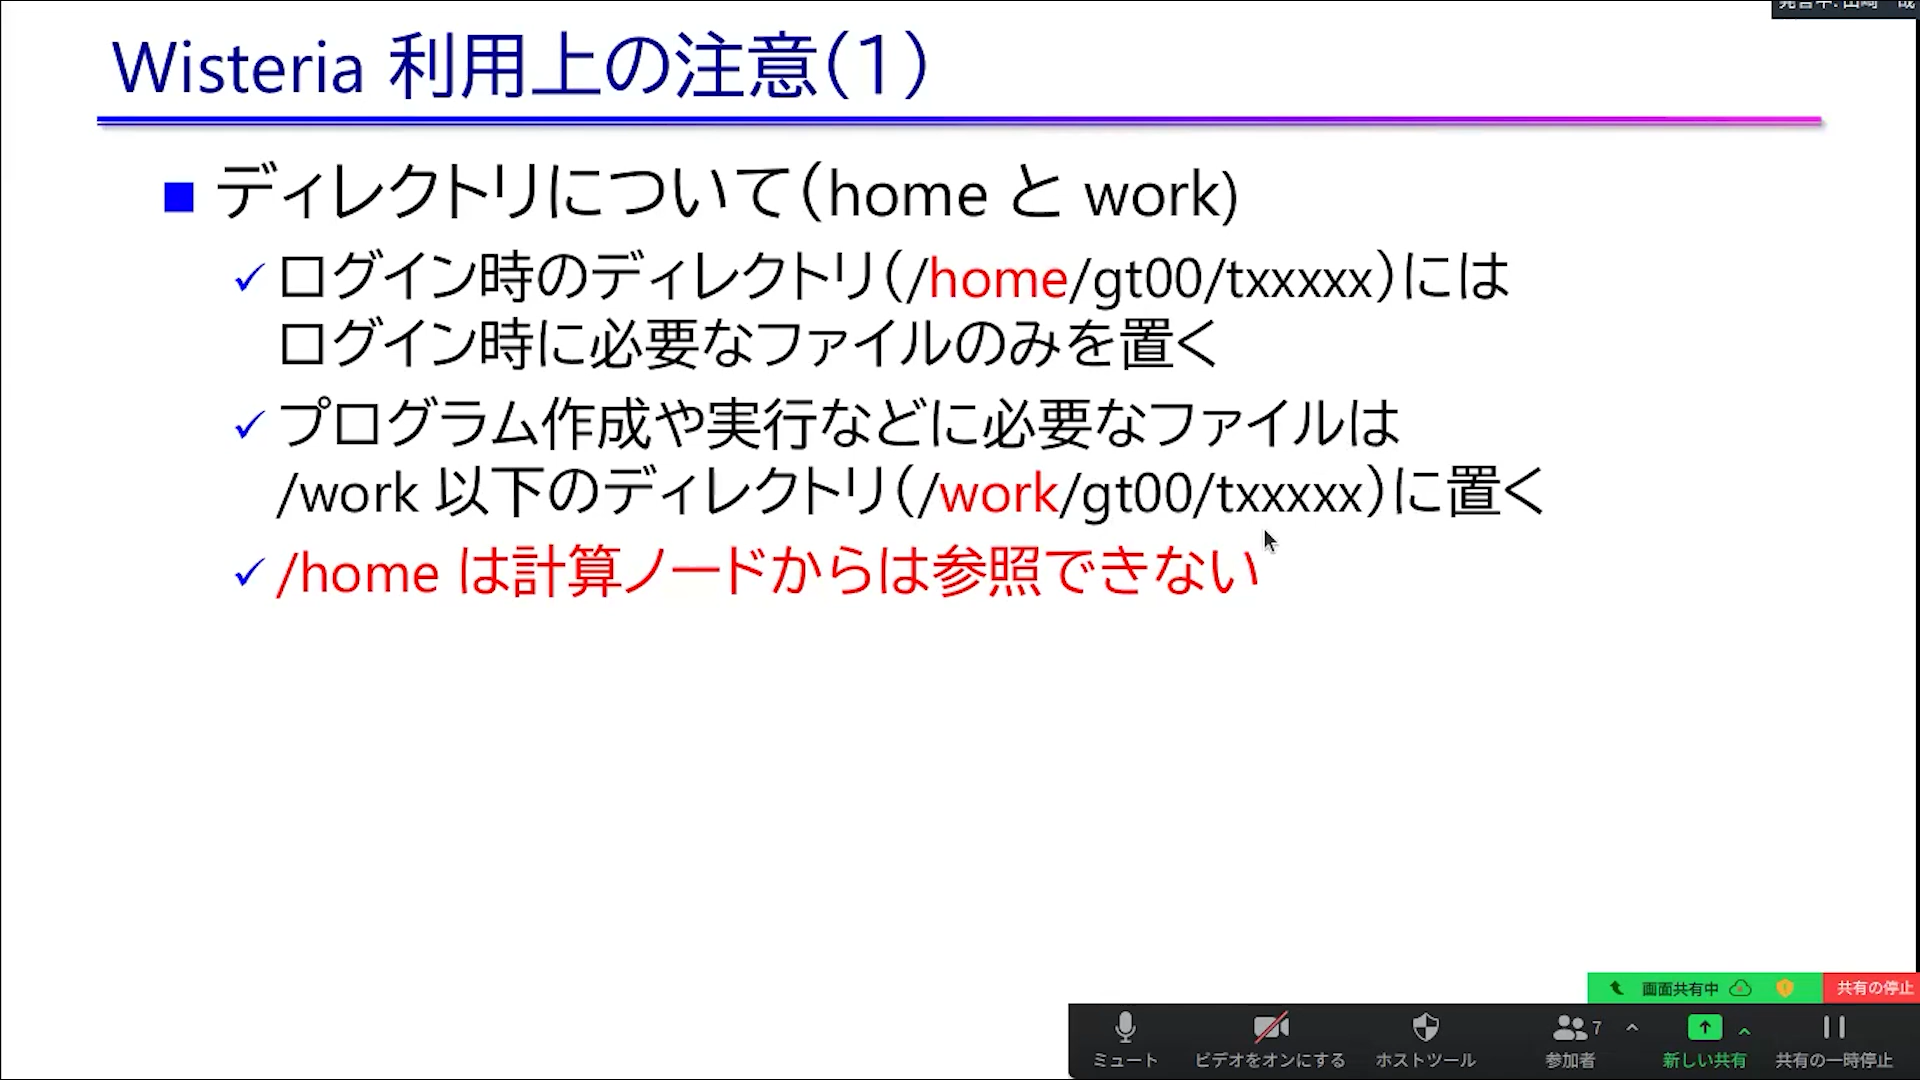 Wisteria 利用上の注意(1)
ディレクトリについて(home と work)
ログイン時のディレクトリ(/home/gt00/txxxxx)には
ログイン時に必要なファイルのみを置く
プログラム作成や実行などに必要なファイルは
/work 以下のディレクトリ(/work/gt00/txxxxx)に置く
/home は計算ノードからは参照できない
画面共有中 共有の停止
7
ミュート ビデオをオンにする ホストツール 参加者 新しい共有 共有の一時停止